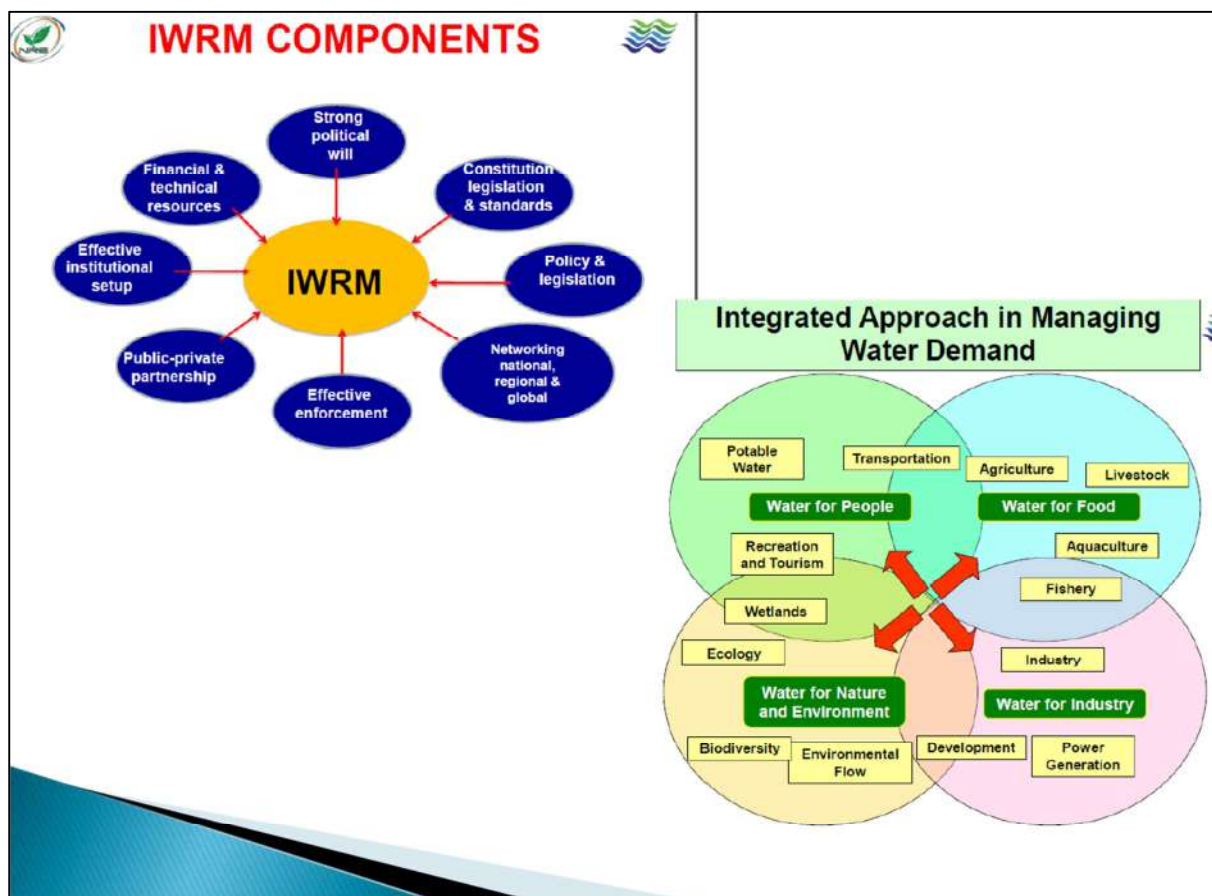 IWRM COMPONENTS
NRE
Strong
political
will
Financial &
technical
resources
Constitution
legislation
& standards
Effective
institutional
setup
IWRM
Policy &
legislation
Public-private
partnership
Effective
enforcement
Networking
national,
regional &
global
Integrated Approach in Managing
Water Demand
Potable
Water
Transportation
Agriculture
Livestock
Water for People
Water for Food
Recreation
and Tourism
Aquaculture
Fishery
Wetlands
Ecology
Industry
Water for Nature
and Environment
Water for Industry
Biodiversity
Environmental
Flow
Development
Power
Generation